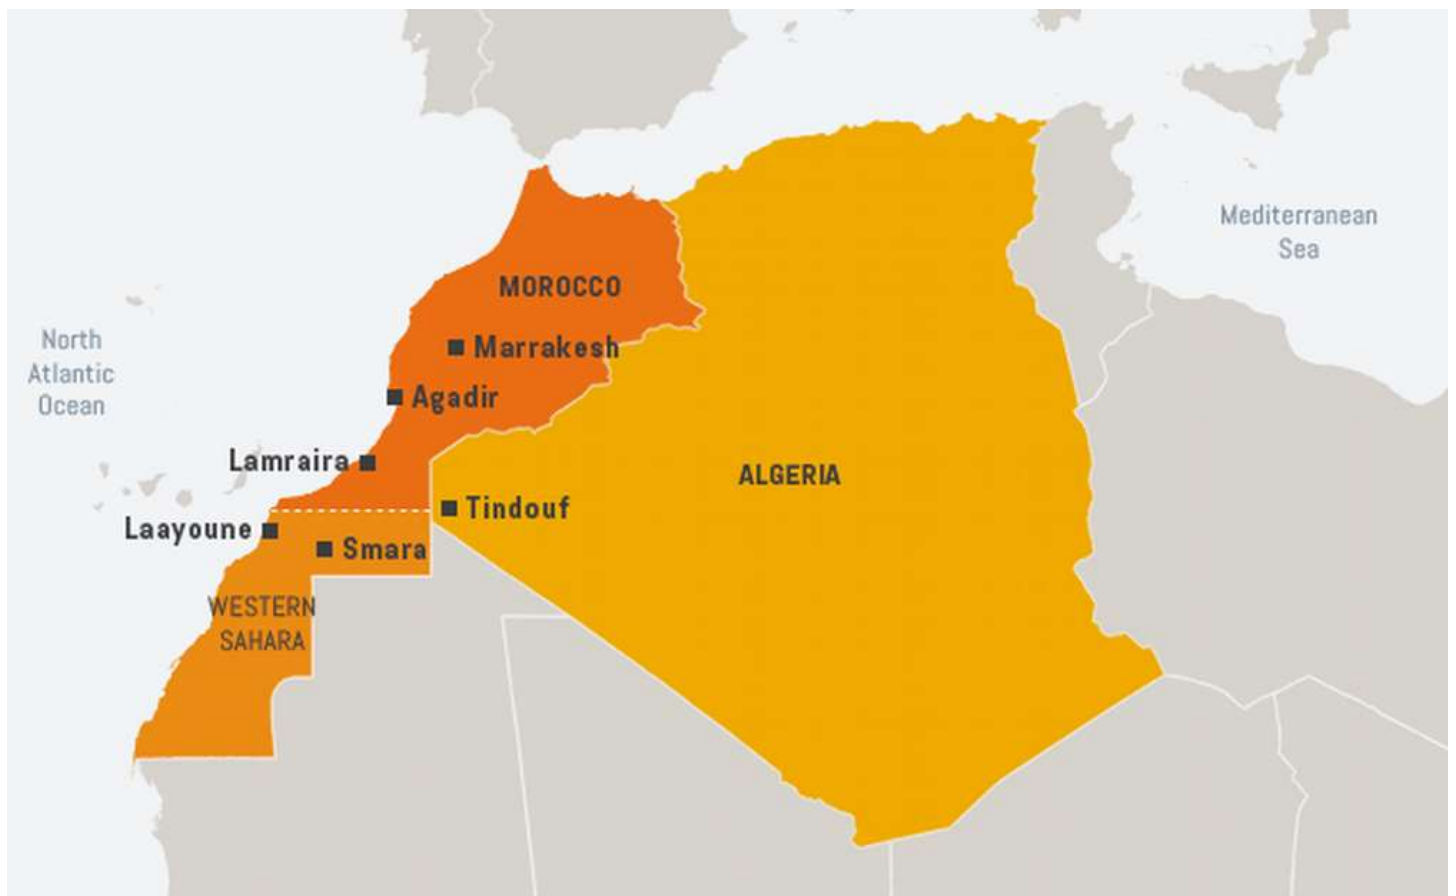 Mediterranean
Sea
MOROCCO
North
Atlantic
Ocean
Marrakesh
Agadir
Lamraira
ALGERIA
Tindouf
Laayoune
Smara
WESTERN
SAHARA